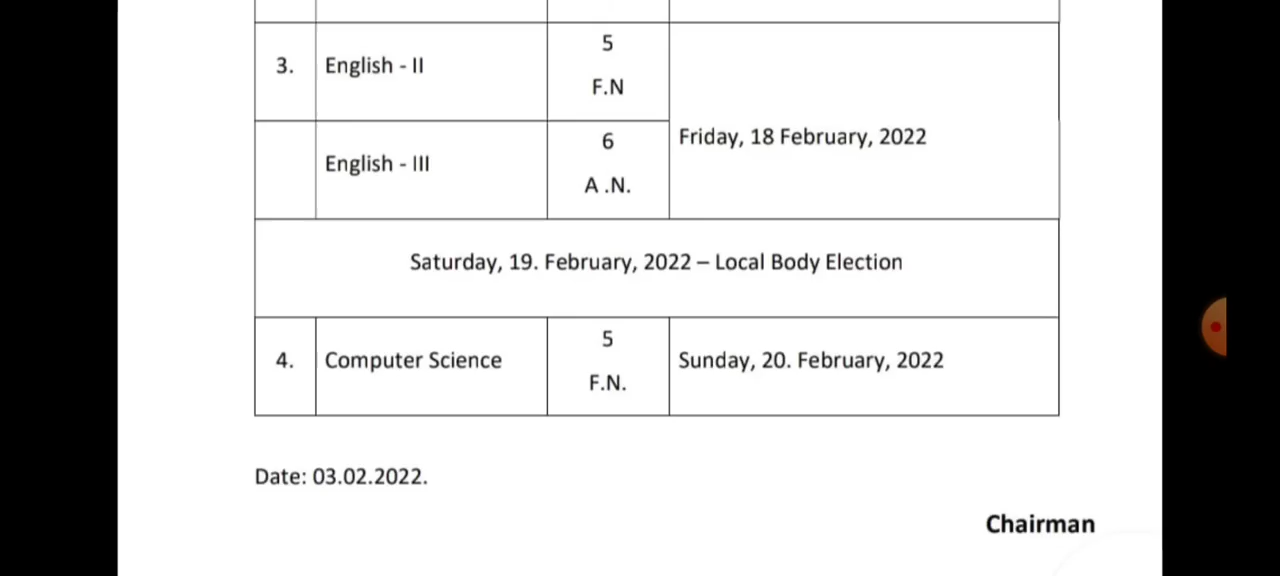 3.
English - II
5
F.N
English - III
6
A .N.
Friday, 18 February, 2022
Saturday, 19. February, 2022 – Local Body Election
4.
Computer Science
5
F.N.
Sunday, 20. February, 2022
Date: 03.02.2022.
Chairman